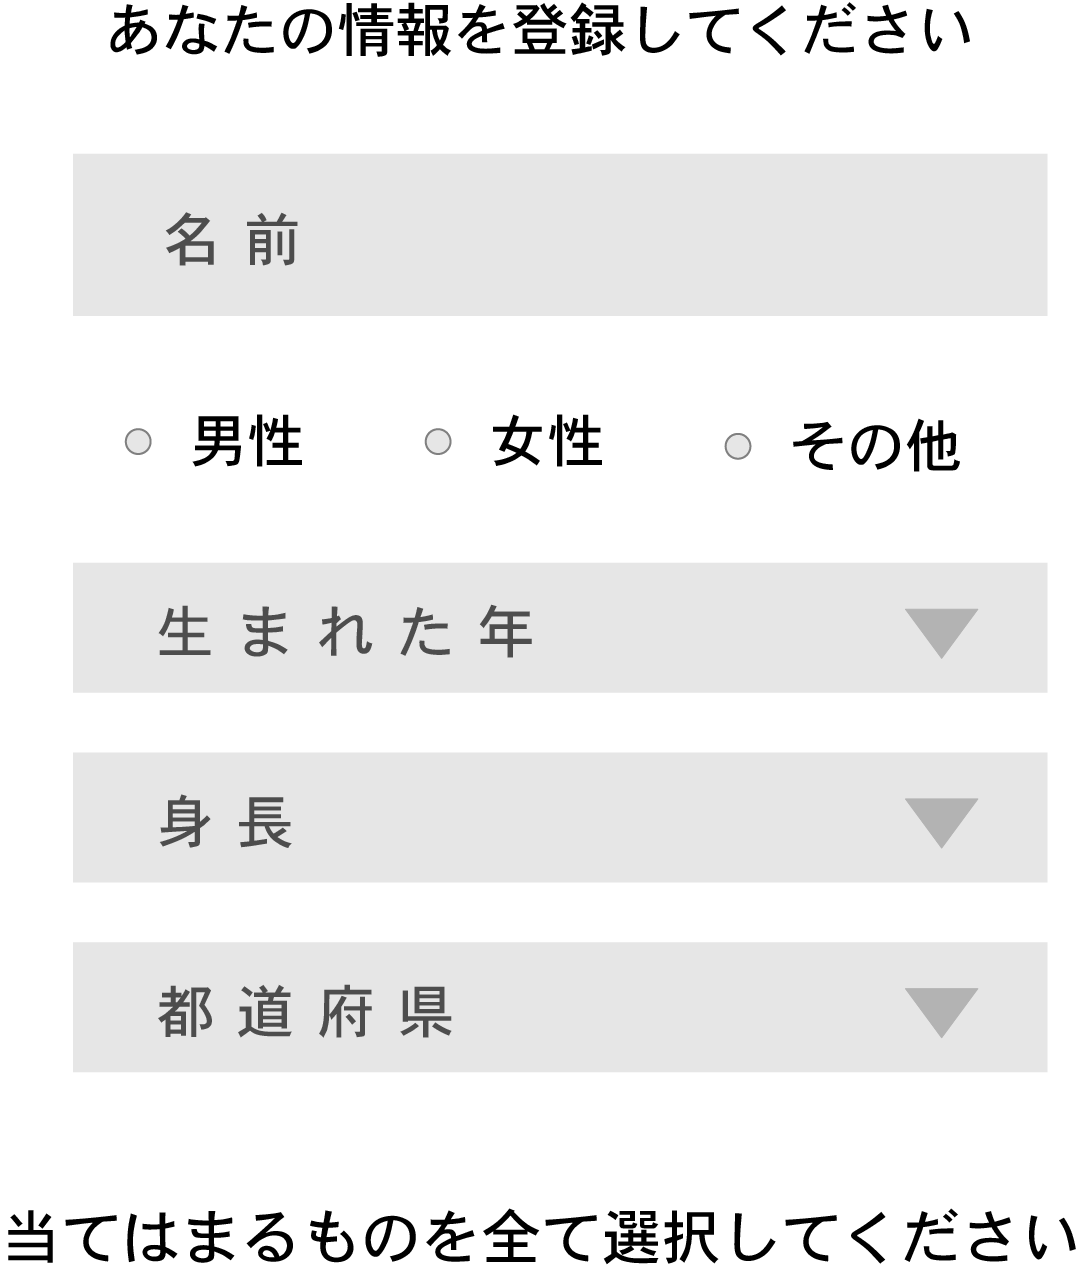 あなたの情報を登録してください
名前
男性 女性 その他
生まれた年
身長
都道府県
当てはまるものを全て選択してください